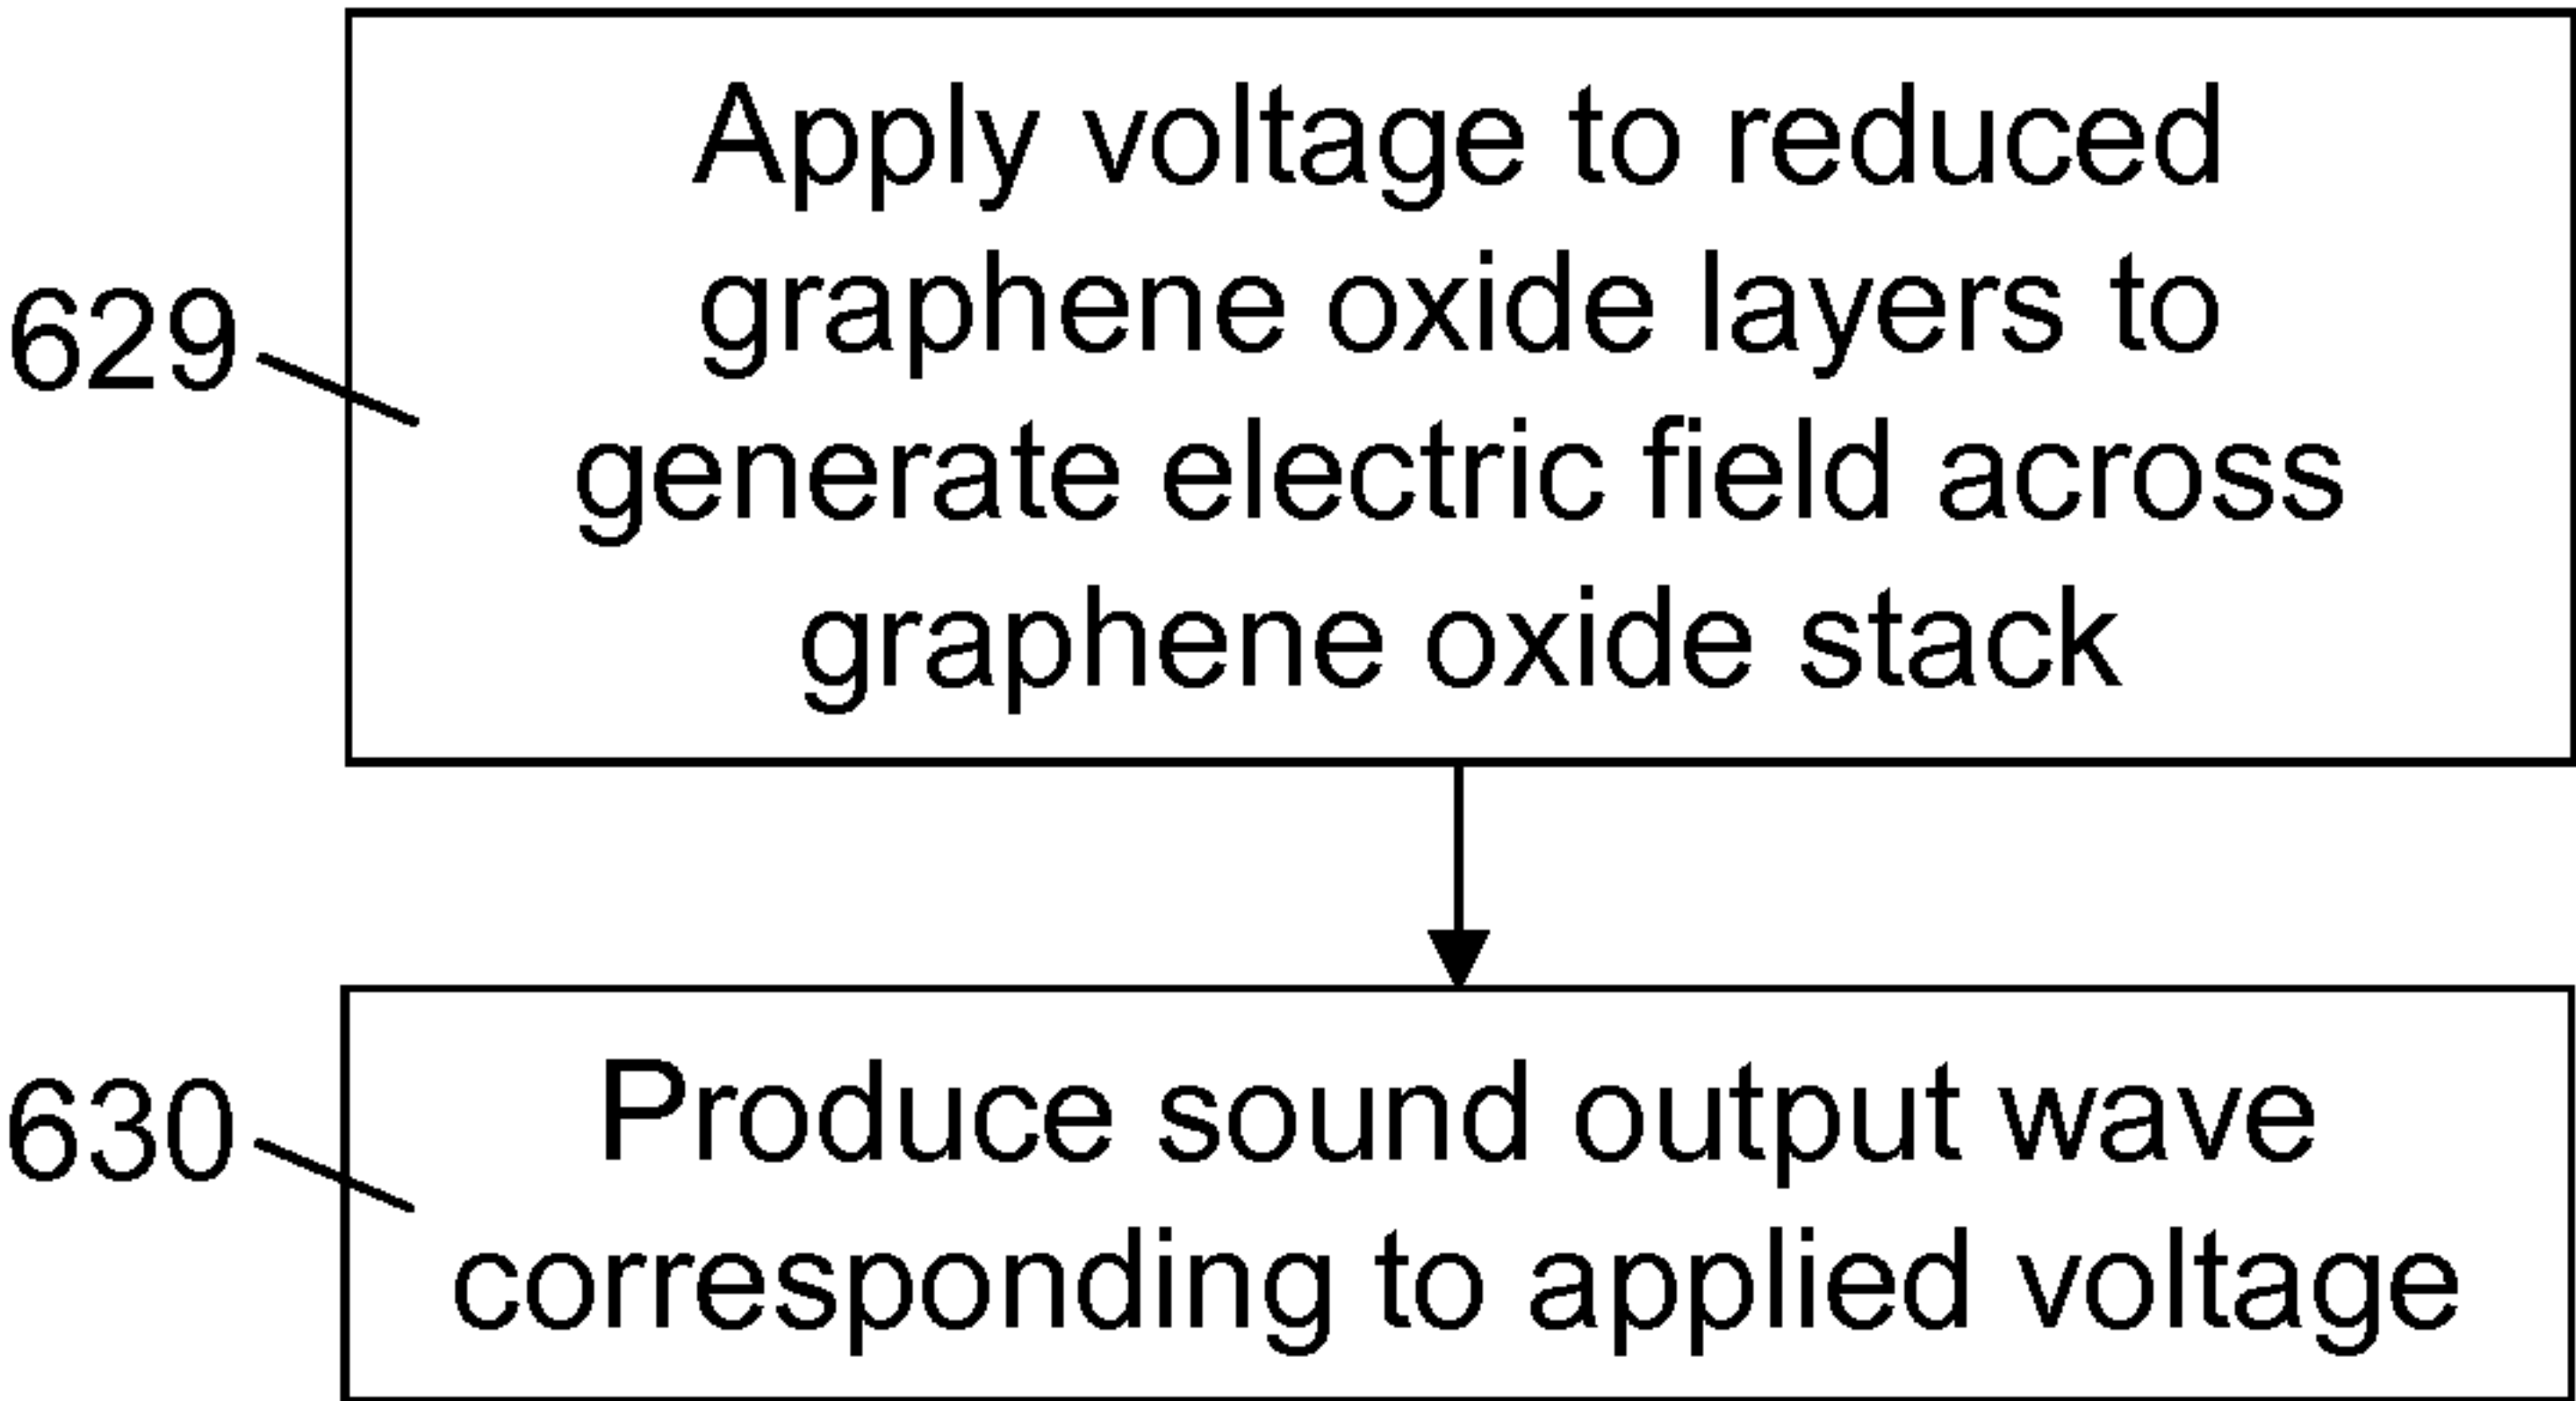 Apply voltage to reduced
graphene oxide layers to
629
generate electric field across
graphene oxide stack
630
Produce sound output wave
corresponding to applied voltage